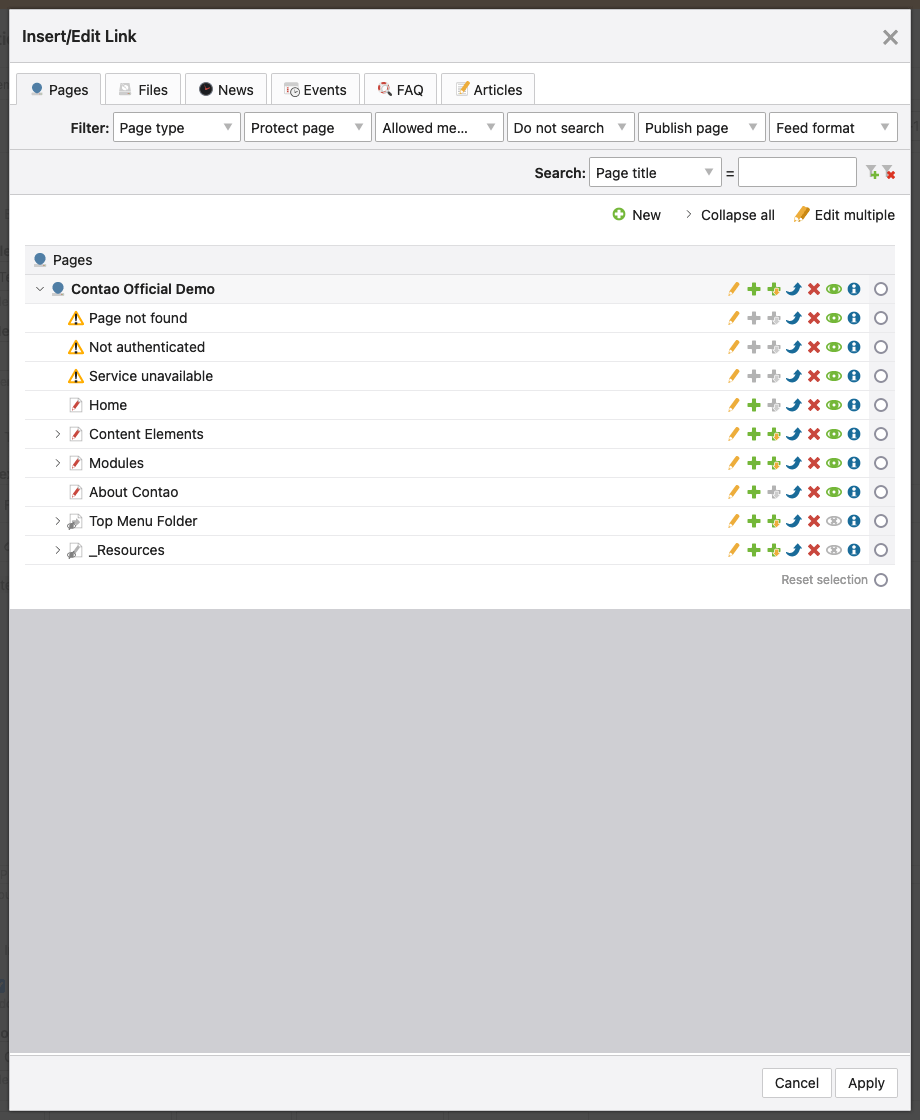 Insert/Edit Link
Pages Files News Events FAQ Articles
Filter: Page type Protect page Allowed me... Do not search Publish page Feed format
Search: Page title =
New Collapse all Edit multiple
Pages
Contao Official Demo
Page not found
Not authenticated
Service unavailable
Home
Content Elements
Modules
About Contao
Top Menu Folder
_Resources
Reset selection
Cancel Apply